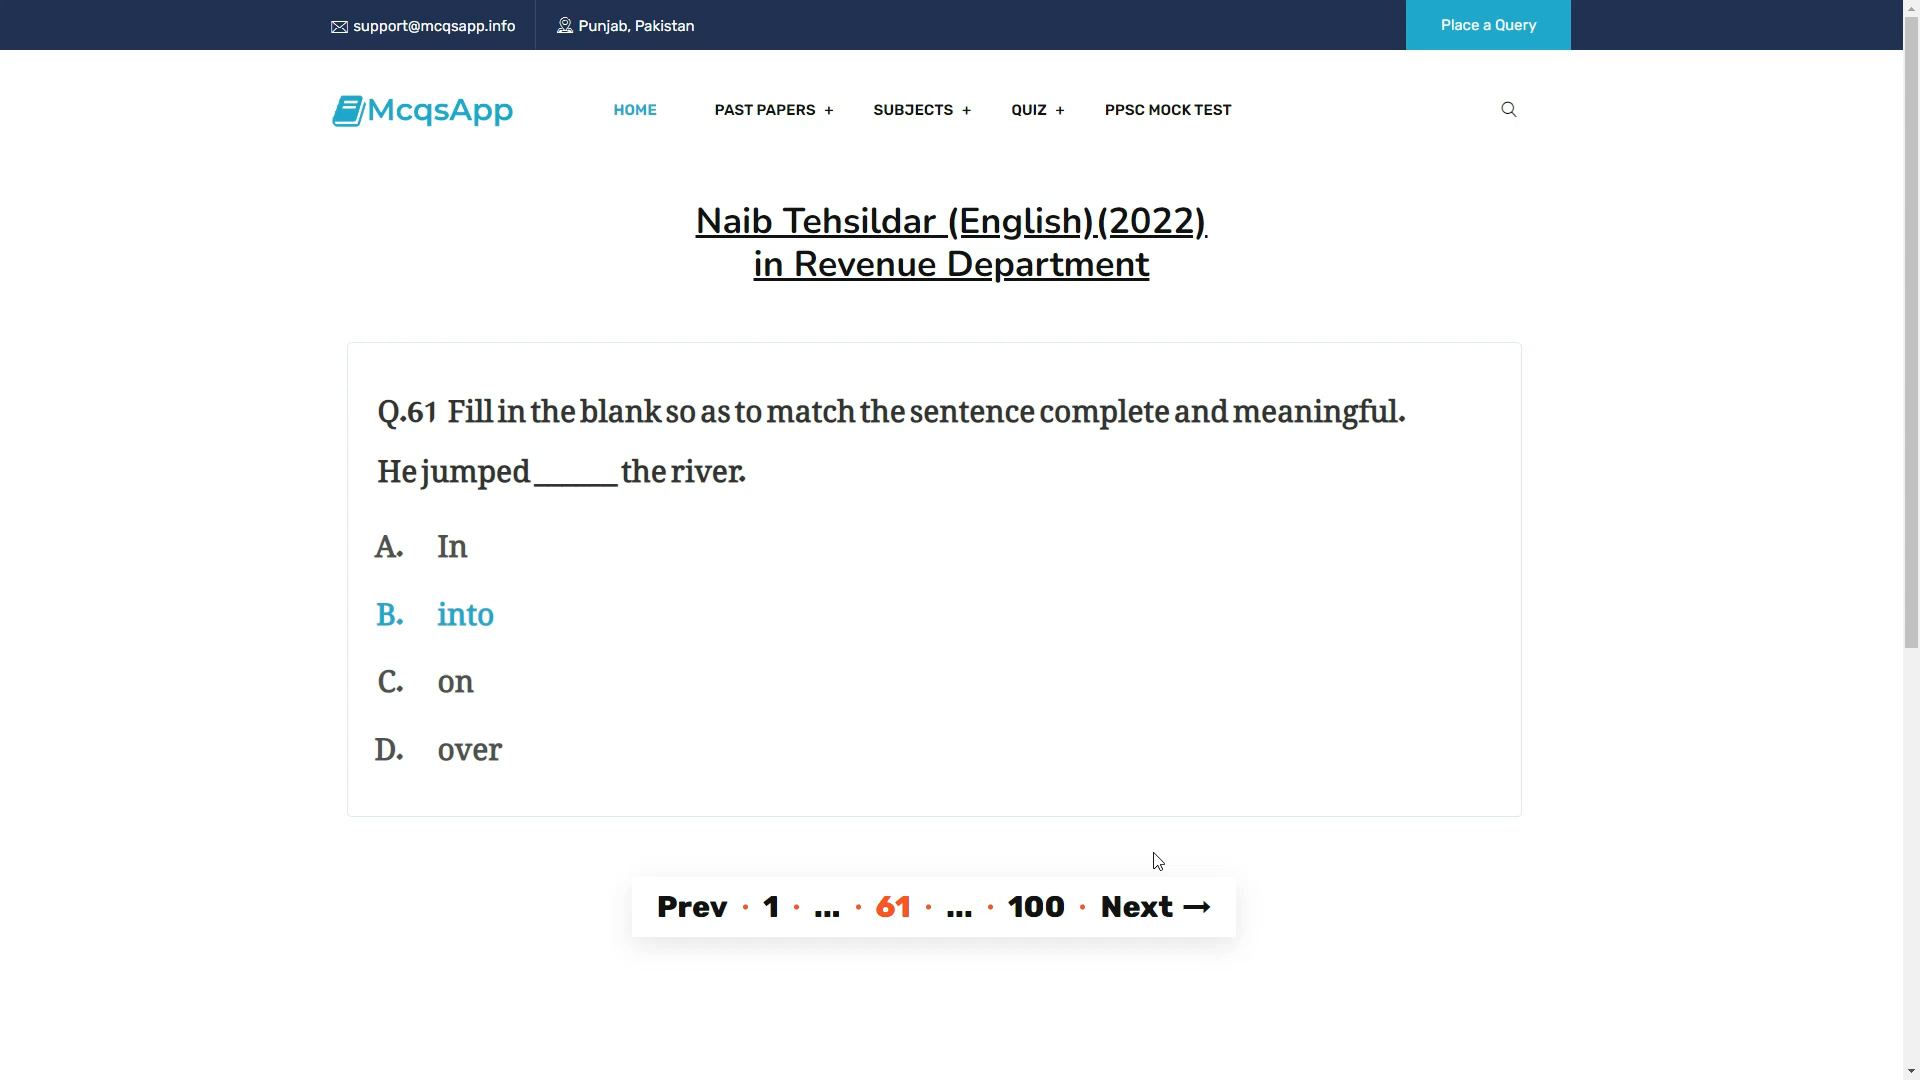 support@mcqsapp.info Punjab, Pakistan Place a Query
McqsApp HOME PAST PAPERS + SUBJECTS + QUIZ + PPSC MOCK TEST
Naib Tehsildar (English)(2022)
in Revenue Department
Q.61 Fill in the blank so as to match the sentence complete and meaningful.
He jumped ______ the river.
A. In
B. into
C. on
D. over
Prev • 1 • ... • 61 • ... • 100 • Next →